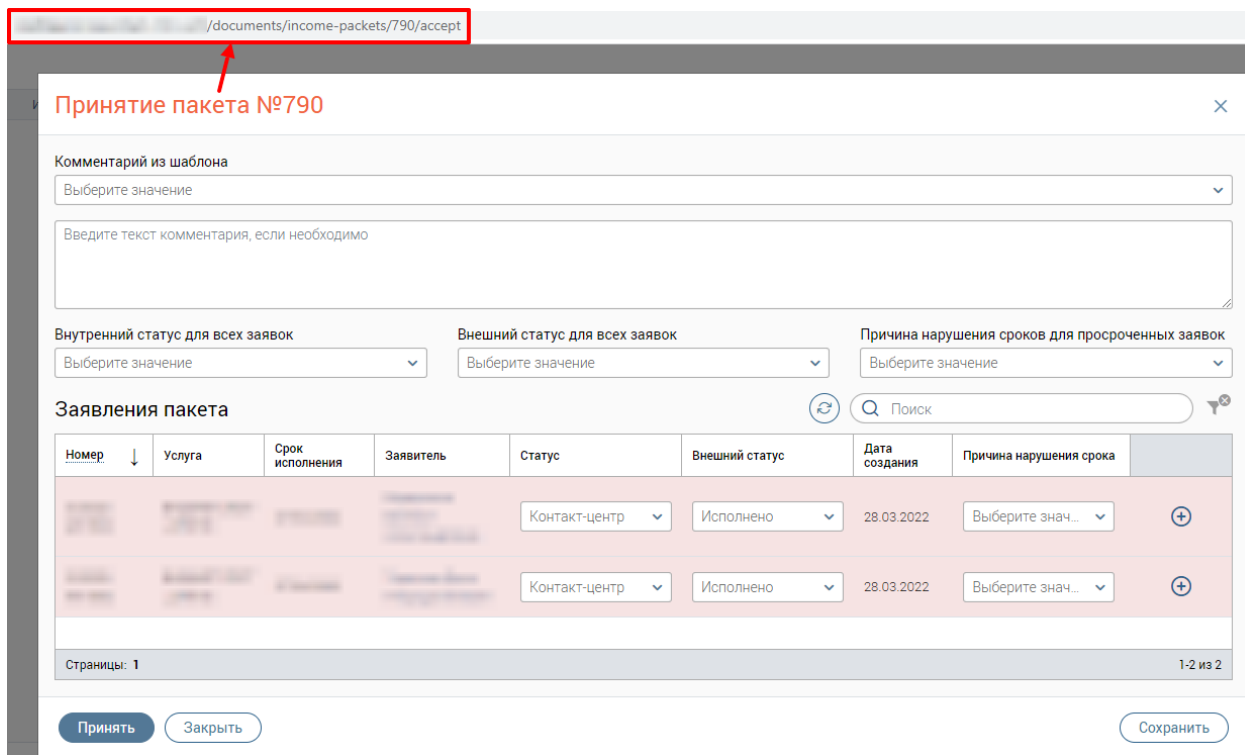 /documents/income-packets/790/accept
Принятие пакета №790
Комментарий из шаблона
Выберите значение
Введите текст комментария, если необходимо
Внутренний статус для всех заявок
Внешний статус для всех заявок
Причина нарушения сроков для просроченных заявок
Выберите значение
Выберите значение
Выберите значение
Заявления пакета
Поиск
Номер
Услуга
Срок
исполнения
Заявитель
Статус
Внешний статус
Дата
создания
Причина нарушения срока
Контакт-центр
Исполнено
28.03.2022
Выберите знач...
Контакт-центр
Исполнено
28.03.2022
Выберите знач...
Страницы: 1
1-2 из 2
Принять
Закрыть
Сохранить